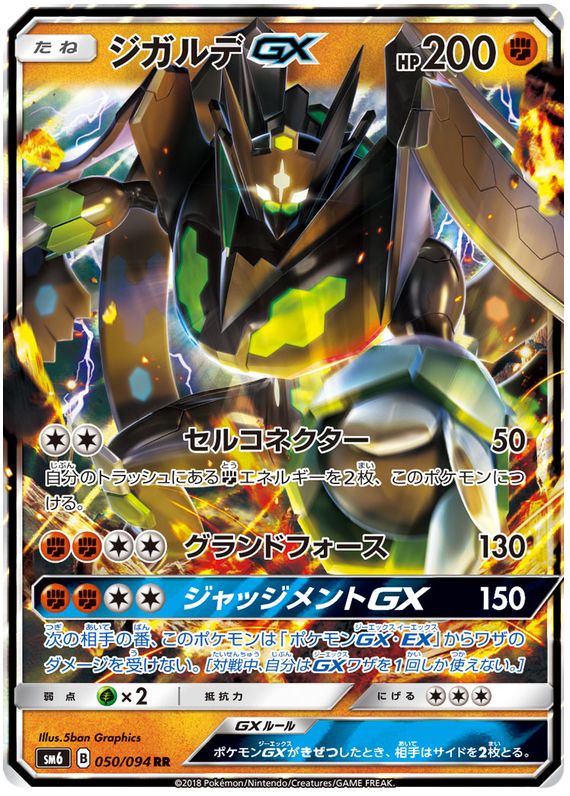 たね ジガルデGX HP200
セルコネクター 50
自分のトラッシュにあるエネルギーを2枚、このポケモンにつ
ける。
グランドフォース 130
ジャッジメントGX 150
次の相手の番、このポケモンは「ポケモンGX・EX」からワザの
ダメージを受けない。[対戦中、自分はGXワザを1回しか使えない。]
弱点 ×2 抵抗力 にげる
Illus.5ban Graphics
GXルール
ポケモンGXがきぜつしたとき、相手はサイドを2枚とる。
SM6 B 050/094 RR
©2018 Pokémon/Nintendo/Creatures/GAME FREAK.